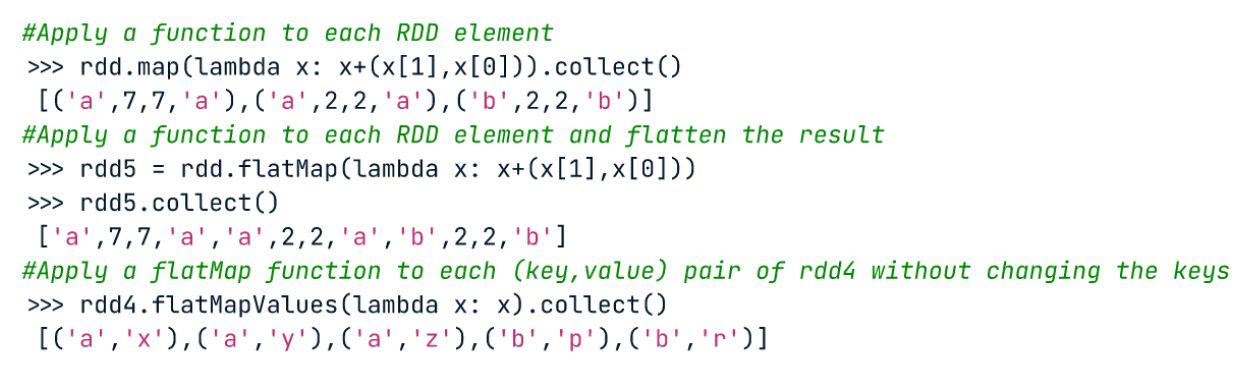 #Apply a function to each RDD element
>>> rdd.map(lambda x: x+(x[1],x[0])).collect()
[('a',7,7,'a'),('a',2,2,'a'),('b',2,2,'b')]
#Apply a function to each RDD element and flatten the result
>>> rdd5 = rdd.flatMap(lambda x: x+(x[1],x[0]))
>>> rdd5.collect()
['a',7,7,'a','a',2,2,'a','b',2,2,'b']
#Apply a flatMap function to each (key,value) pair of rdd4 without changing the keys
>>> rdd4.flatMapValues(lambda x: x).collect()
[('a','x'),('a','y'),('a','z'),('b','p'),('b','r')]